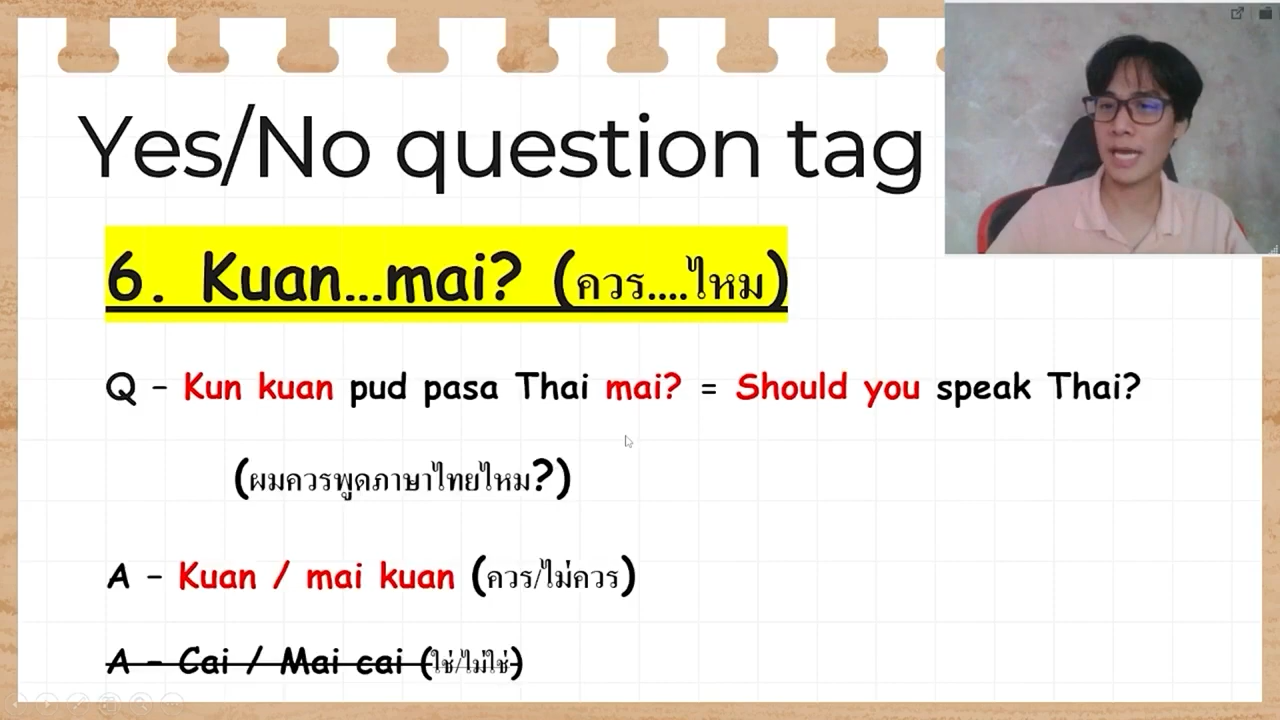 Yes/No question tag
6. Kuan...mai? (ควร....ไหม)
Q – Kun kuan pud pasa Thai mai? = Should you speak Thai?
(ผมควรพูดภาษาไทยไหม?)
A – Kuan / mai kuan (ควร/ไม่ควร)
A – Cai / Mai cai (ใช่/ไม่ใช่)